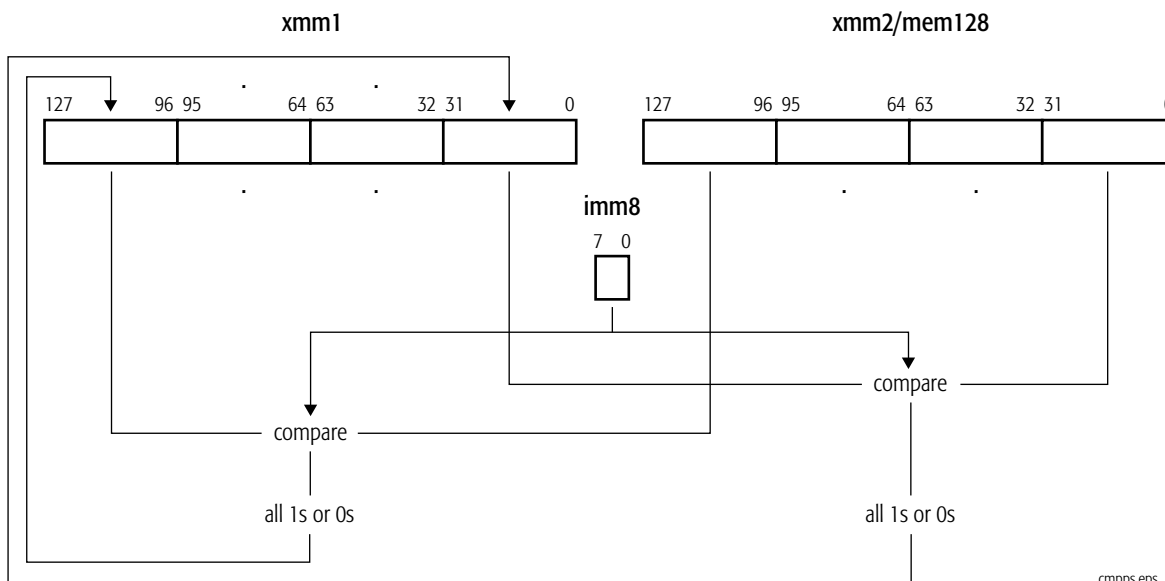 xmm1 xmm2/mem128
127 96 95 64 63 32 31 0 127 96 95 64 63 32 31
imm8
7 0
compare
compare
all 1s or 0s all 1s or 0s
cmpps.eps